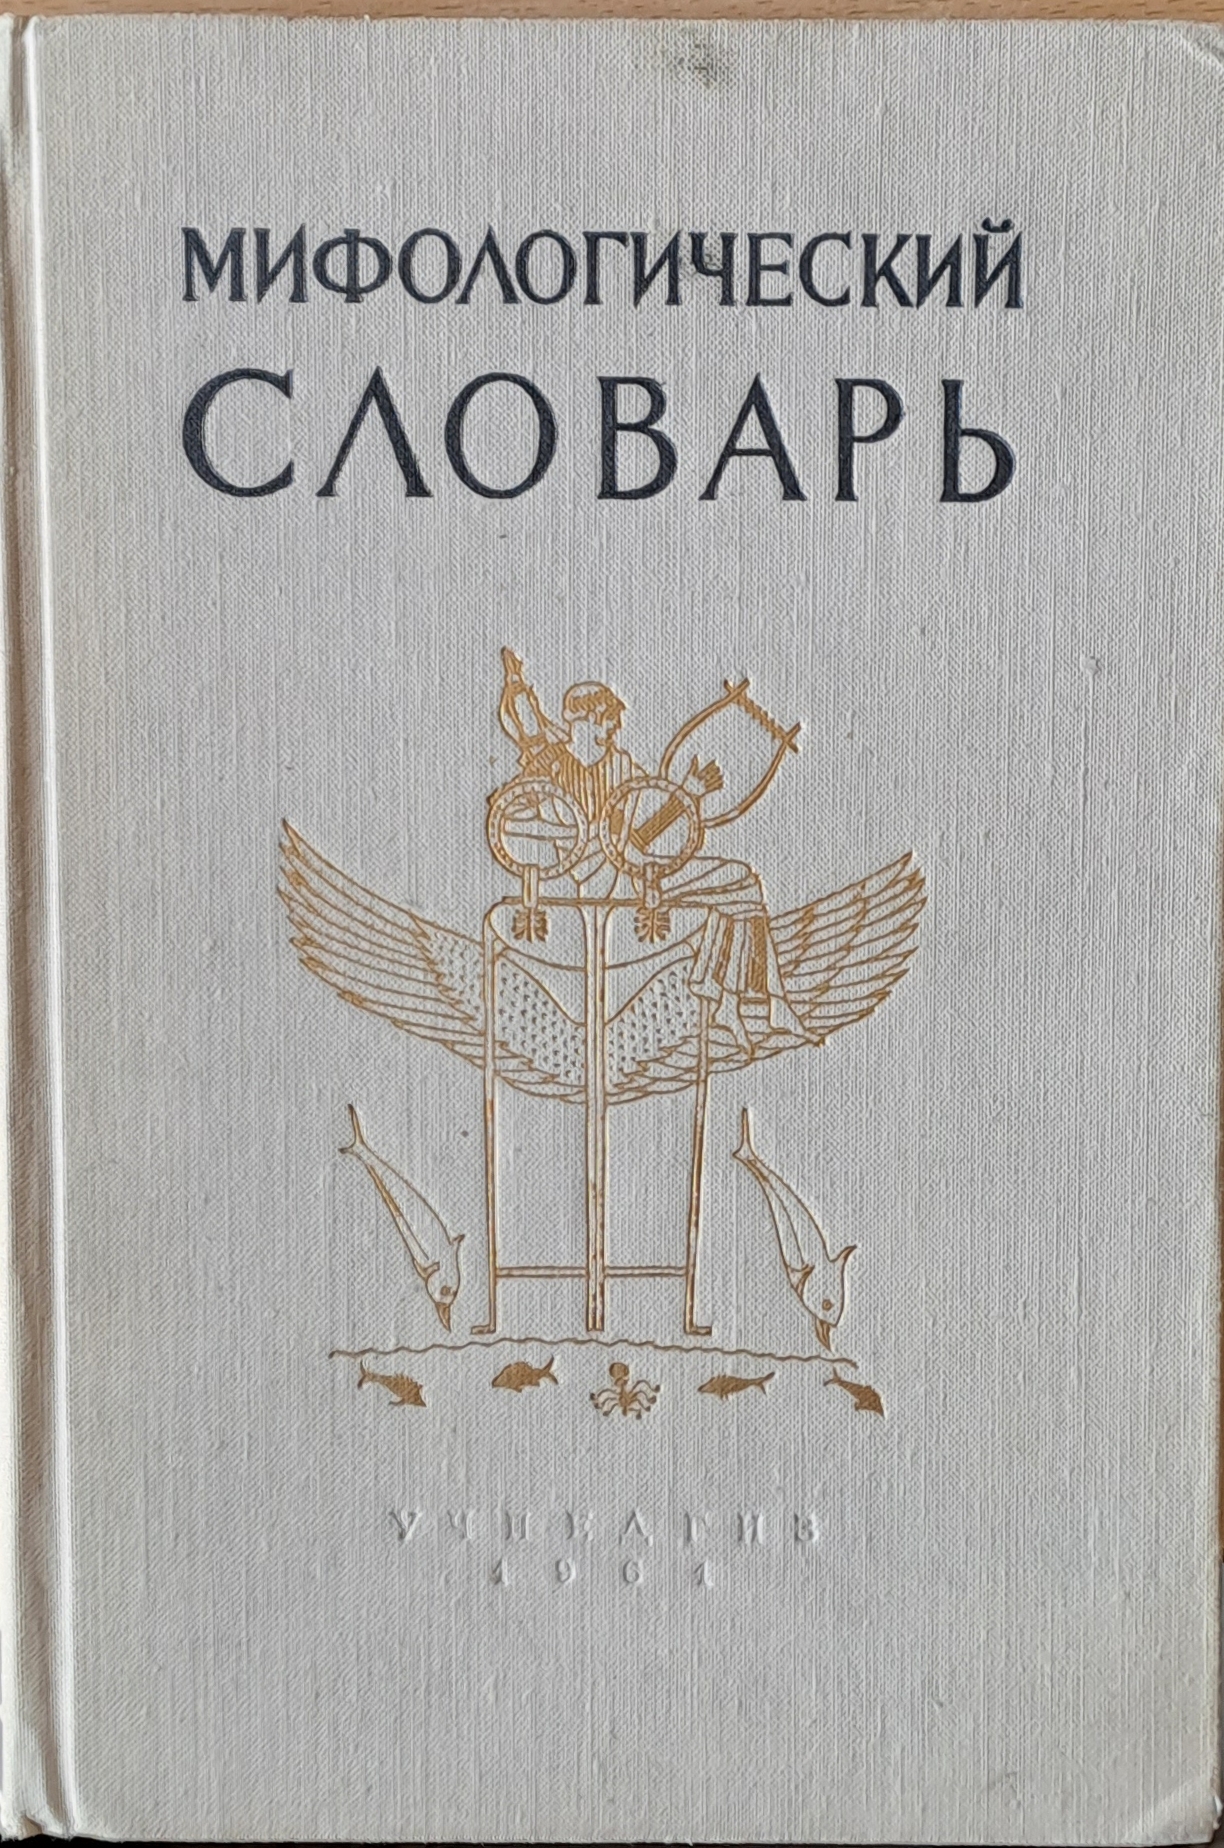 МИФОЛОГИЧЕСКИЙ
СЛОВАРЬ
УЧПЕДГИЗ
1961